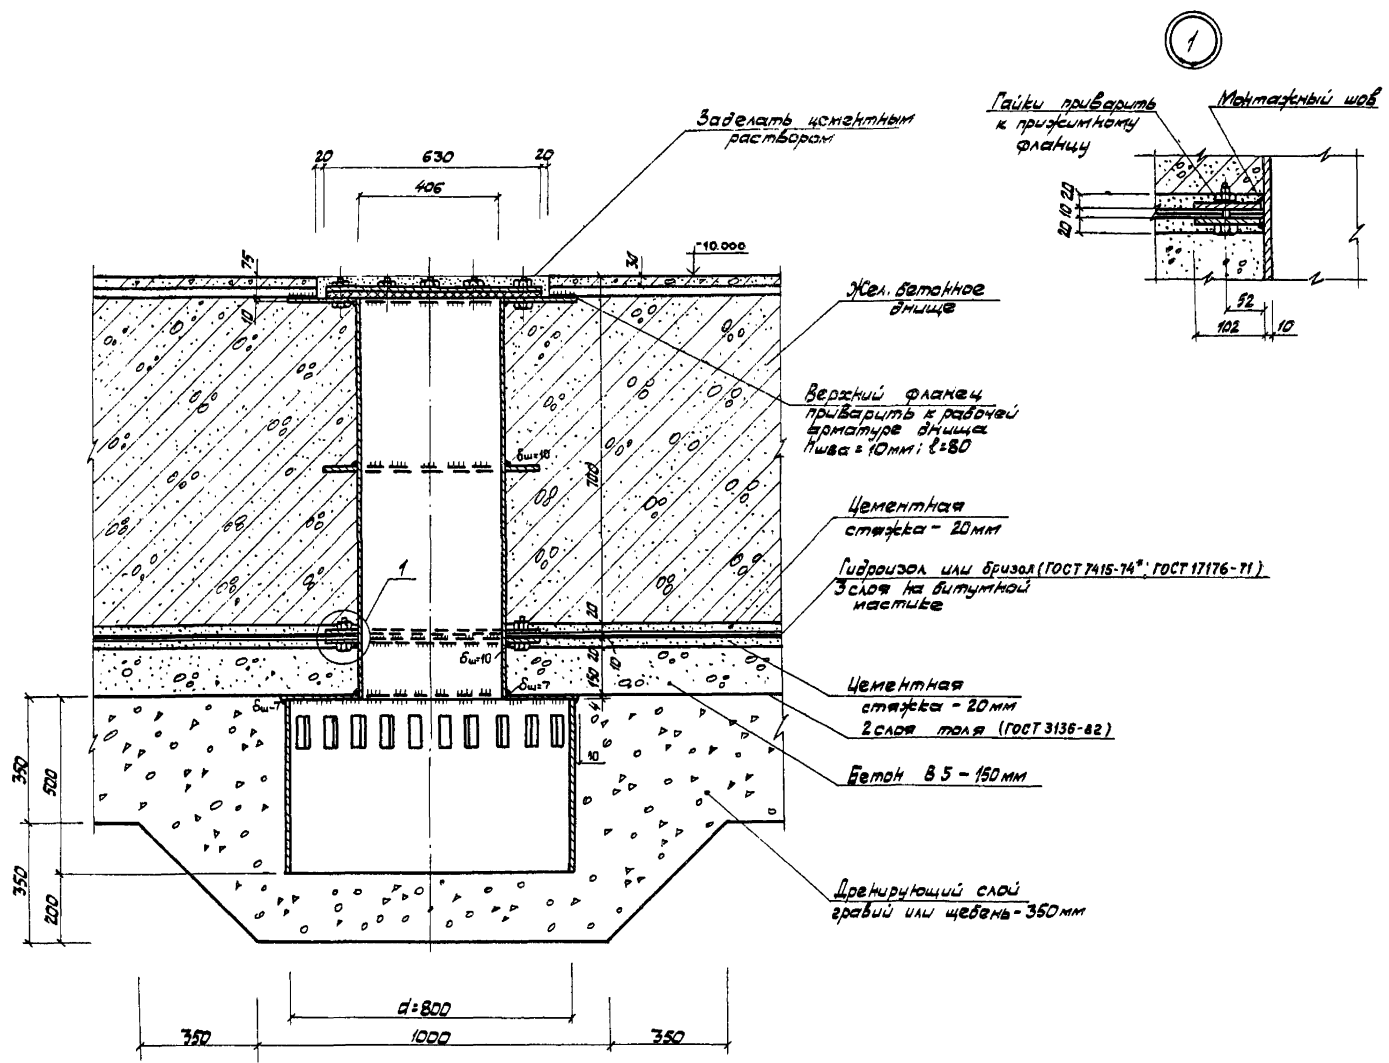 1
Гайки приварить
к прижимному
фланцу
Монтажный шов
20
10
20
52
102
10
Заделать цементным
раствором
20
630
20
406
75
10
30
-10.000
Жел. бетонное
днище
Верхний фланец
приварить к рабочей
арматуре днища
hшва = 10мм; ℓ=80
δш=10
700
Цементная
стяжка - 20мм
1
Гидроизол или бризол (ГОСТ 7415-74*; ГОСТ 17176-71)
3 слоя на битумной
мастике
20
20
10
150
4
δш=10
δш=7
δш=7
Цементная
стяжка - 20мм
2 слоя толя (ГОСТ 3136-82)
Бетон В 5 - 150мм
10
350
500
350
200
Дренирующий слой
гравий или щебень - 350мм
d=800
350
1000
350